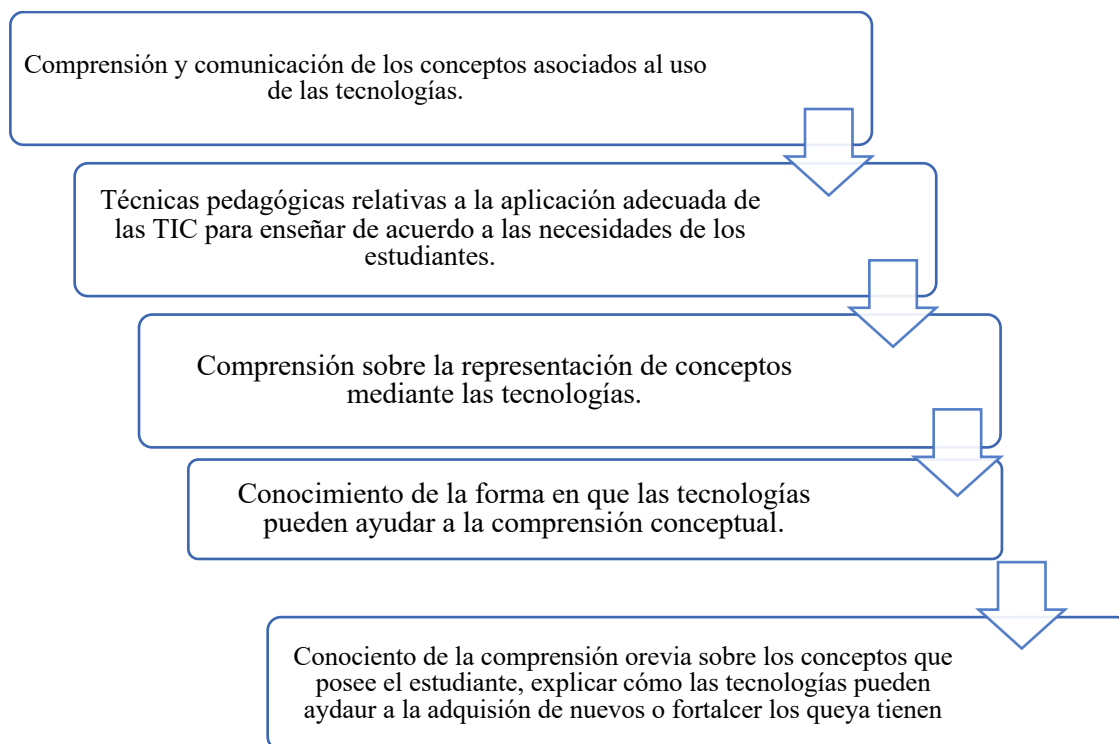 Comprensión y comunicación de los conceptos asociados al uso
de las tecnologías.
Técnicas pedagógicas relativas a la aplicación adecuada de
las TIC para enseñar de acuerdo a las necesidades de los
estudiantes.
Comprensión sobre la representación de conceptos
mediante las tecnologías.
Conocimiento de la forma en que las tecnologías
pueden ayudar a la comprensión conceptual.
Conociento de la comprensión orevia sobre los conceptos que
posee el estudiante, explicar cómo las tecnologías pueden
aydaur a la adquisión de nuevos o fortalcer los queya tienen